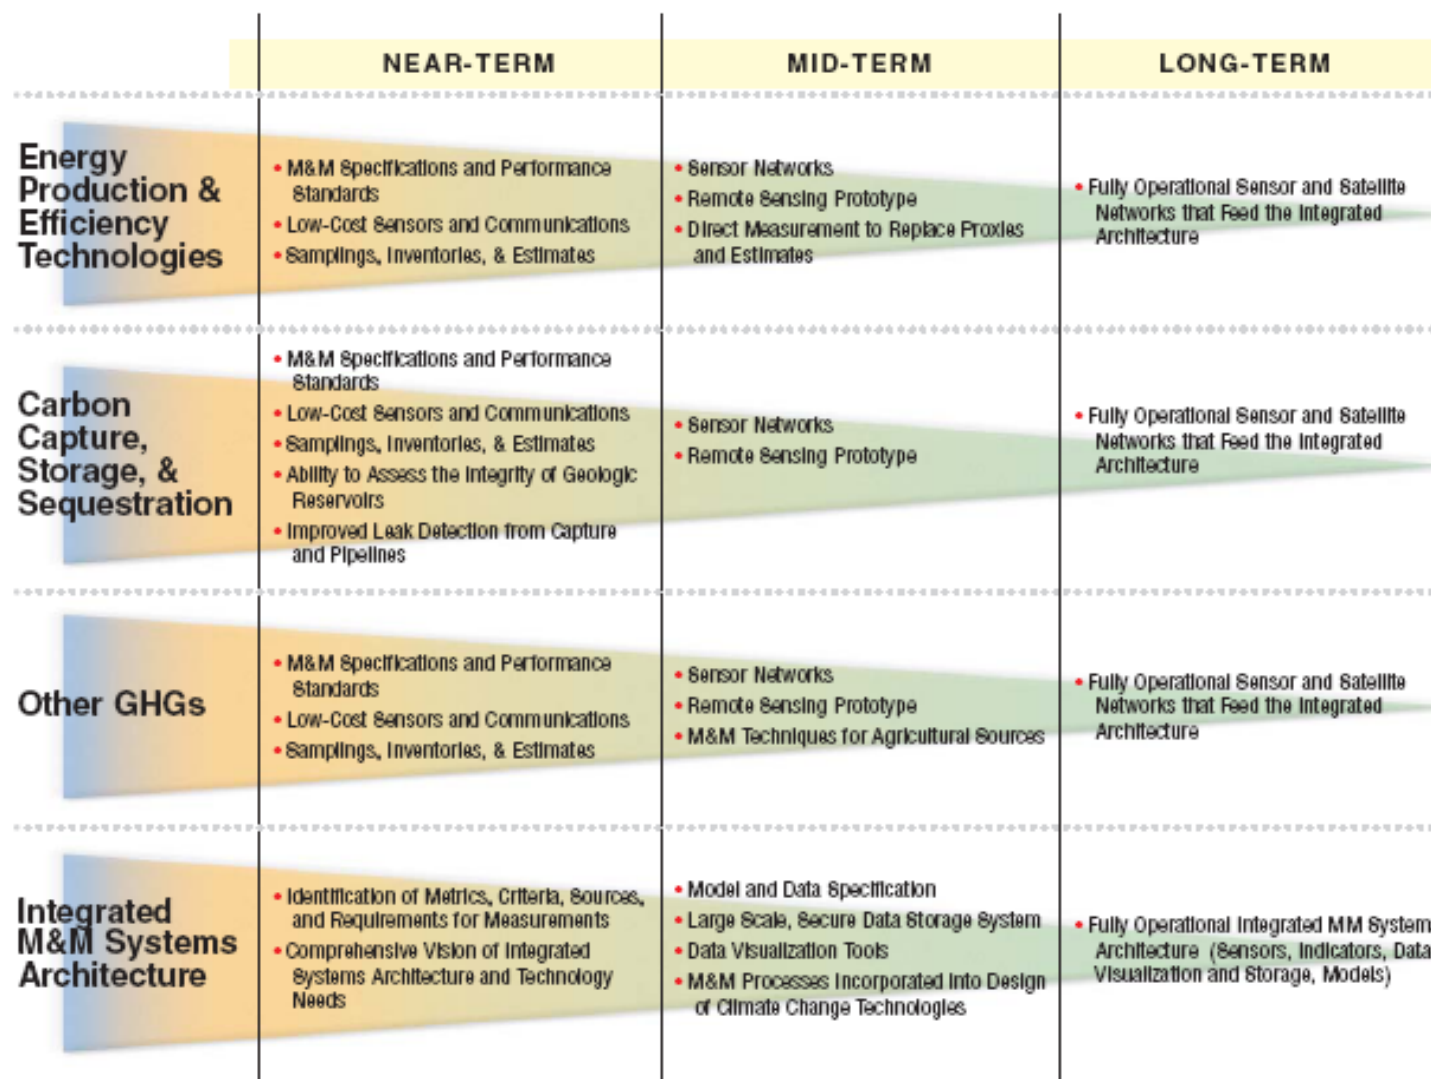 NEAR-TERM
MID-TERM
LONG-TERM
Energy
Production &
Efficiency
Technologies
• M&M Specifications and Performance
Standards
• Low-Cost Sensors and Communications
• Samplings, Inventories, & Estimates
• Sensor Networks
• Remote Sensing Prototype
• Direct Measurement to Replace Proxies
and Estimates
• Fully Operational Sensor and Satellite
Networks that Feed the Integrated
Architecture
Carbon
Capture,
Storage, &
Sequestration
• M&M Specifications and Performance
Standards
• Low-Cost Sensors and Communications
• Samplings, Inventories, & Estimates
• Ability to Assess the Integrity of Geologic
Reservoirs
• Improved Leak Detection from Capture
and Pipelines
• Sensor Networks
• Remote Sensing Prototype
• Fully Operational Sensor and Satellite
Networks that Feed the Integrated
Architecture
Other GHGs
• M&M Specifications and Performance
Standards
• Low-Cost Sensors and Communications
• Samplings, Inventories, & Estimates
• Sensor Networks
• Remote Sensing Prototype
• M&M Techniques for Agricultural Sources
• Fully Operational Sensor and Satellite
Networks that Feed the Integrated
Architecture
Integrated
M&M Systems
Architecture
• Identification of Metrics, Criteria, Sources,
and Requirements for Measurements
• Comprehensive Vision of Integrated
Systems Architecture and Technology
Needs
• Model and Data Specification
• Large Scale, Secure Data Storage System
• Data Visualization Tools
• M&M Processes Incorporated into Design
of Climate Change Technologies
• Fully Operational Integrated MM System
Architecture (Sensors, Indicators, Data
Visualization and Storage, Models)